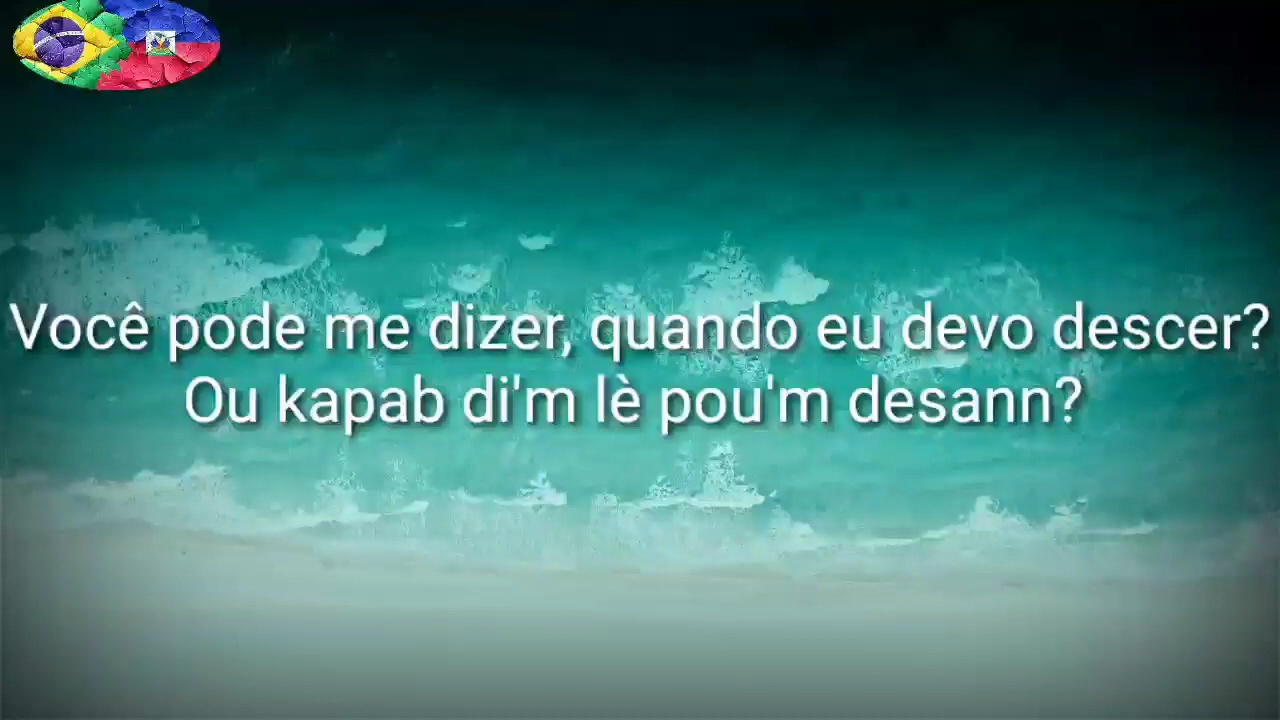 Você pode me dizer, quando eu devo descer?
Ou kapab di'm lè pou'm desann?